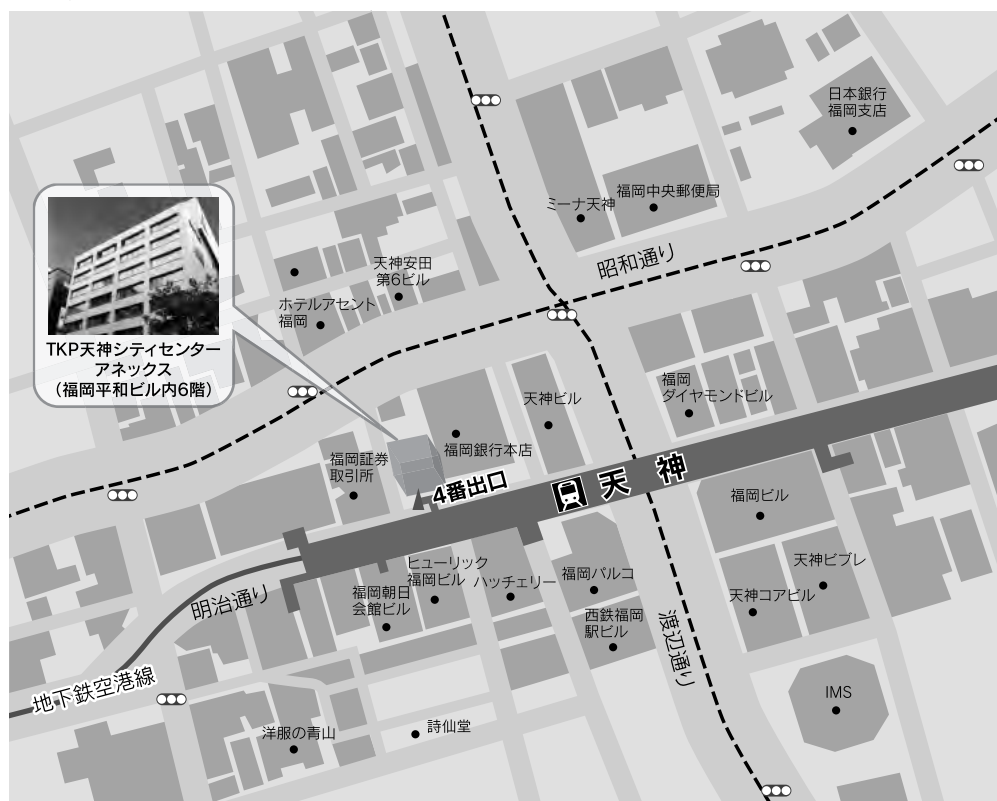 日本銀行
福岡支店
ミーナ天神
福岡中央郵便局
昭和通り
天神安田
第6ビル
ホテルアセント
福岡
TKP天神シティセンター
アネックス
(福岡平和ビル内6階)
福岡
ダイヤモンドビル
天神ビル
福岡銀行本店
福岡証券
取引所
4番出口
天神
福岡ビル
天神ビブレ
天神コアビル
ヒューリック
福岡ビル
ハッチェリー
福岡パルコ
福岡朝日
会館ビル
西鉄福岡
駅ビル
明治通り
渡辺通り
地下鉄空港線
IMS
詩仙堂
洋服の青山